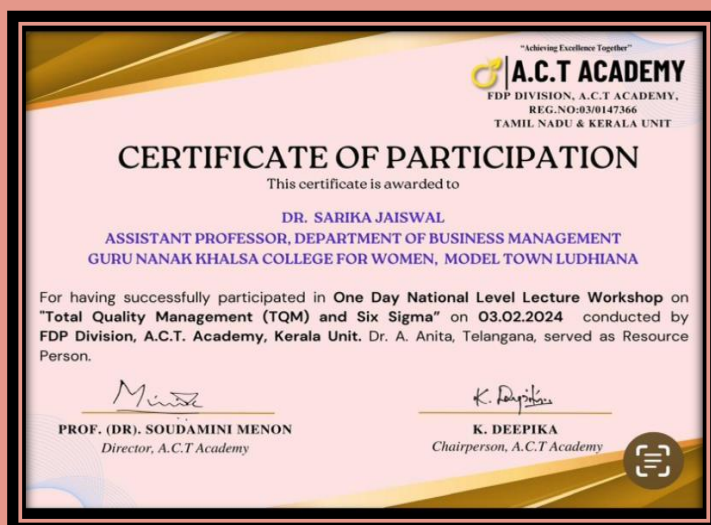 "Achieving Excellence Together"
A.C.T ACADEMY
FDP DIVISION, A.C.T ACADEMY,
REG.NO:03/0147366
TAMIL NADU & KERALA UNIT
CERTIFICATE OF PARTICIPATION
This certificate is awarded to
DR. SARIKA JAISWAL
ASSISTANT PROFESSOR, DEPARTMENT OF BUSINESS MANAGEMENT
GURU NANAK KHALSA COLLEGE FOR WOMEN, MODEL TOWN LUDHIANA
For having successfully participated in One Day National Level Lecture Workshop on
"Total Quality Management (TQM) and Six Sigma" on 03.02.2024 conducted by
FDP Division, A.C.T. Academy, Kerala Unit. Dr. A. Anita, Telangana, served as Resource
Person.
K. Deepika
PROF. (DR). SOUDAMINI MENON
Director, A.C.T Academy
K. DEEPIKA
Chairperson, A.C.T Academy